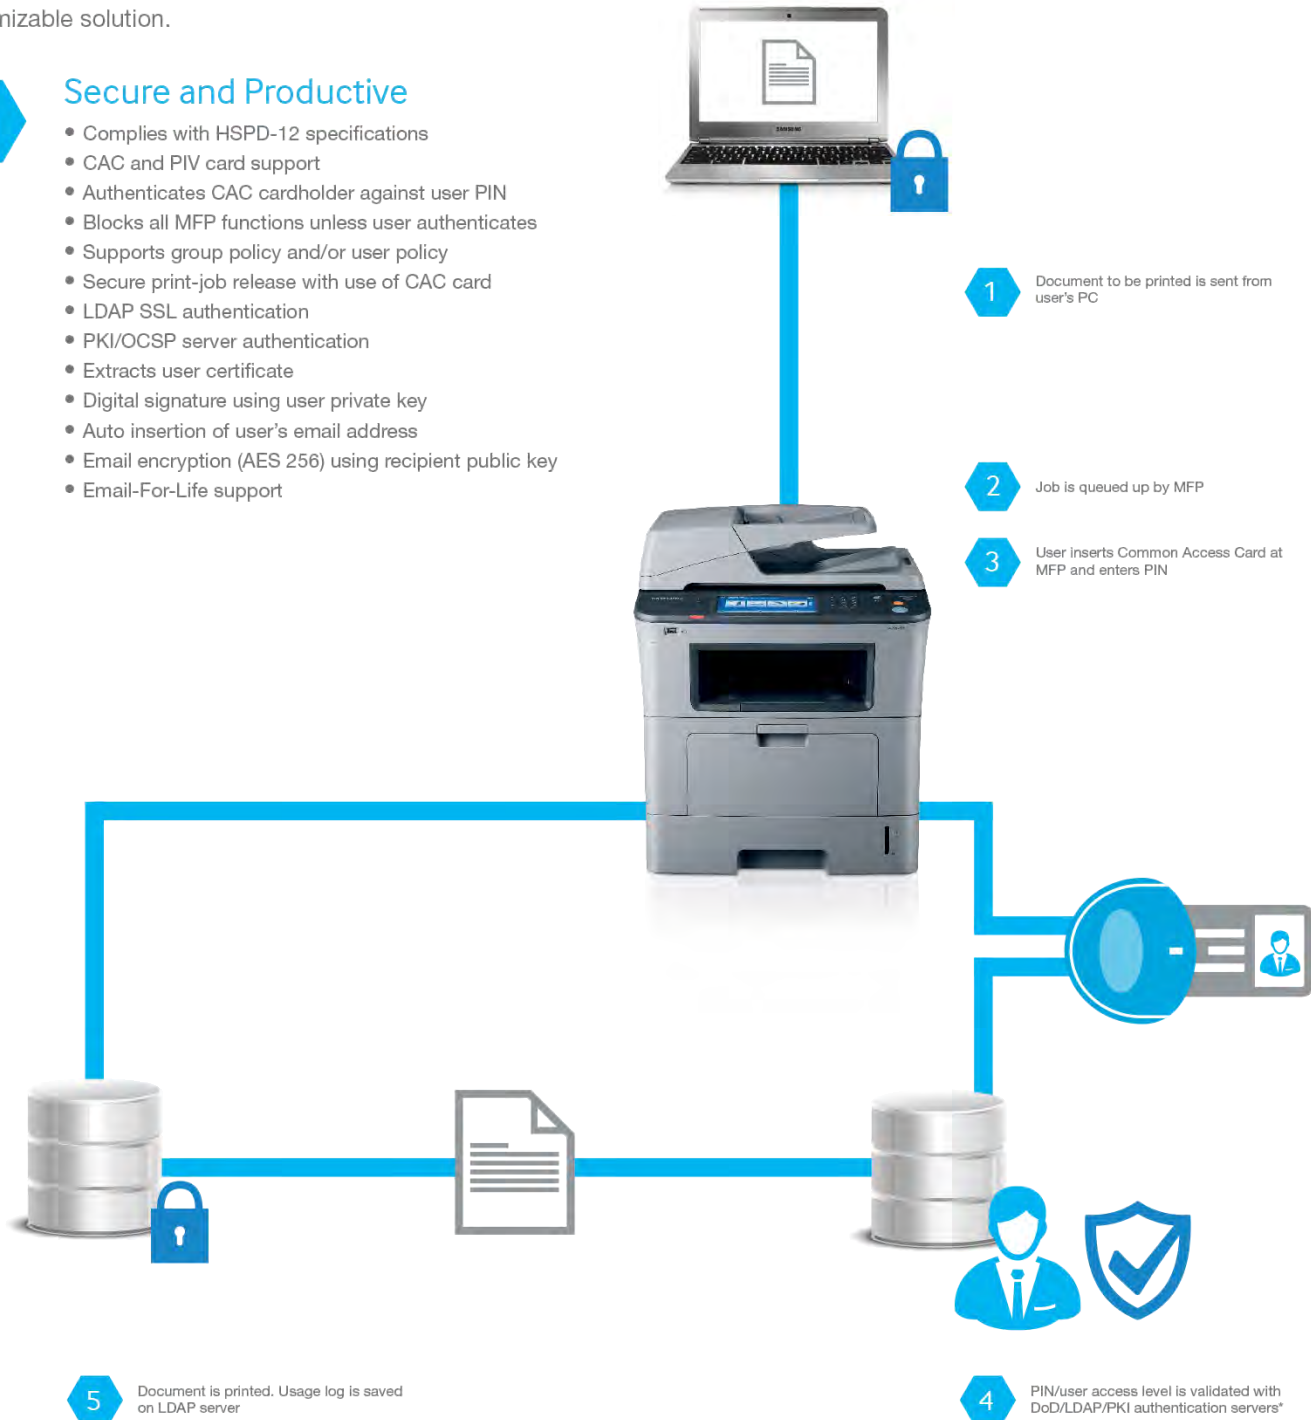 mizable solution.
Secure and Productive
• Complies with HSPD-12 specifications
• CAC and PIV card support
• Authenticates CAC cardholder against user PIN
• Blocks all MFP functions unless user authenticates
• Supports group policy and/or user policy
• Secure print-job release with use of CAC card
• LDAP SSL authentication
• PKI/OCSP server authentication
• Extracts user certificate
• Digital signature using user private key
• Auto insertion of user's email address
• Email encryption (AES 256) using recipient public key
• Email-For-Life support
SAMSUNG
1
Document to be printed is sent from
user's PC
2
Job is queued up by MFP
3
User inserts Common Access Card at
MFP and enters PIN
5
Document is printed. Usage log is saved
on LDAP server
4
PIN/user access level is validated with
DoD/LDAP/PKI authentication servers*